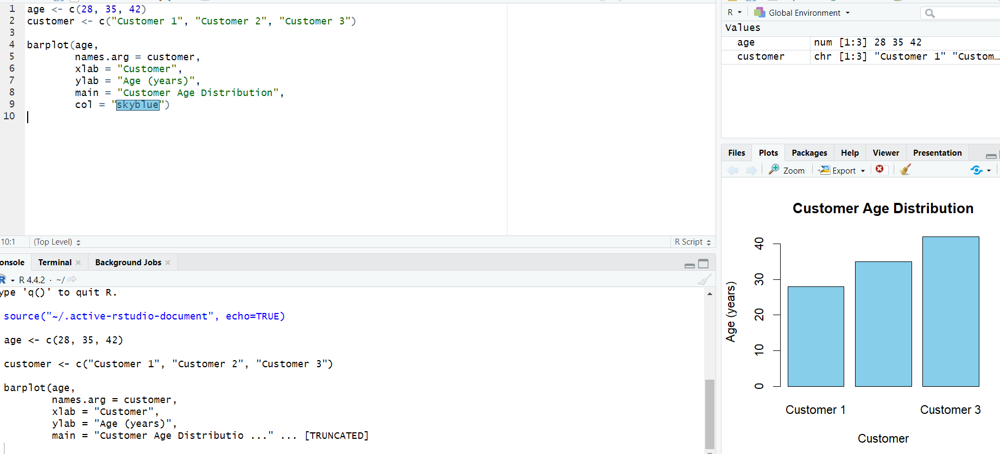 1 age <- c(28, 35, 42)
2 customer <- c("Customer 1", "Customer 2", "Customer 3")
3
4 barplot(age,
5 names.arg = customer,
6 xlab = "Customer",
7 ylab = "Age (years)",
8 main = "Customer Age Distribution",
9 col = "skyblue")
10
10:1 (Top Level) R Script
onsole Terminal Background Jobs
R 4.4.2 · ~/
ype 'q()' to quit R.
source("~/.active-rstudio-document", echo=TRUE)
age <- c(28, 35, 42)
customer <- c("Customer 1", "Customer 2", "Customer 3")
barplot(age,
names.arg = customer,
xlab = "Customer",
ylab = "Age (years)",
main = "Customer Age Distributio ..." ... [TRUNCATED]
R Global Environment
Values
age num [1:3] 28 35 42
customer chr [1:3] "Customer 1" "Custom…
Files Plots Packages Help Viewer Presentation
Zoom Export
Customer Age Distribution
Age (years)
40
30
20
10
0
Customer 1 Customer 3
Customer